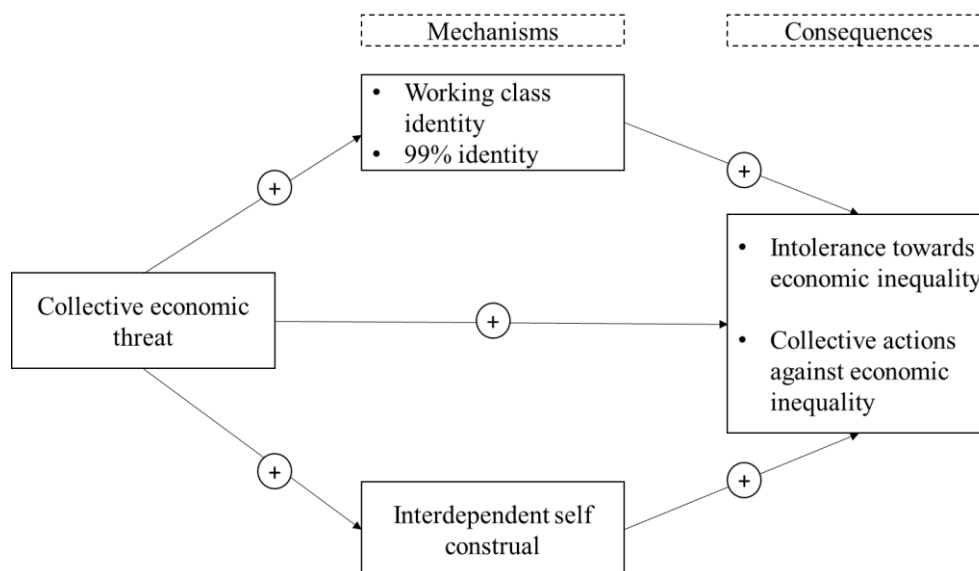 Mechanisms
Consequences
• Working class
identity
• 99% identity
+
+
• Intolerance towards
economic inequality
• Collective actions
against economic
inequality
Collective economic
threat
+
+
+
Interdependent self
construal